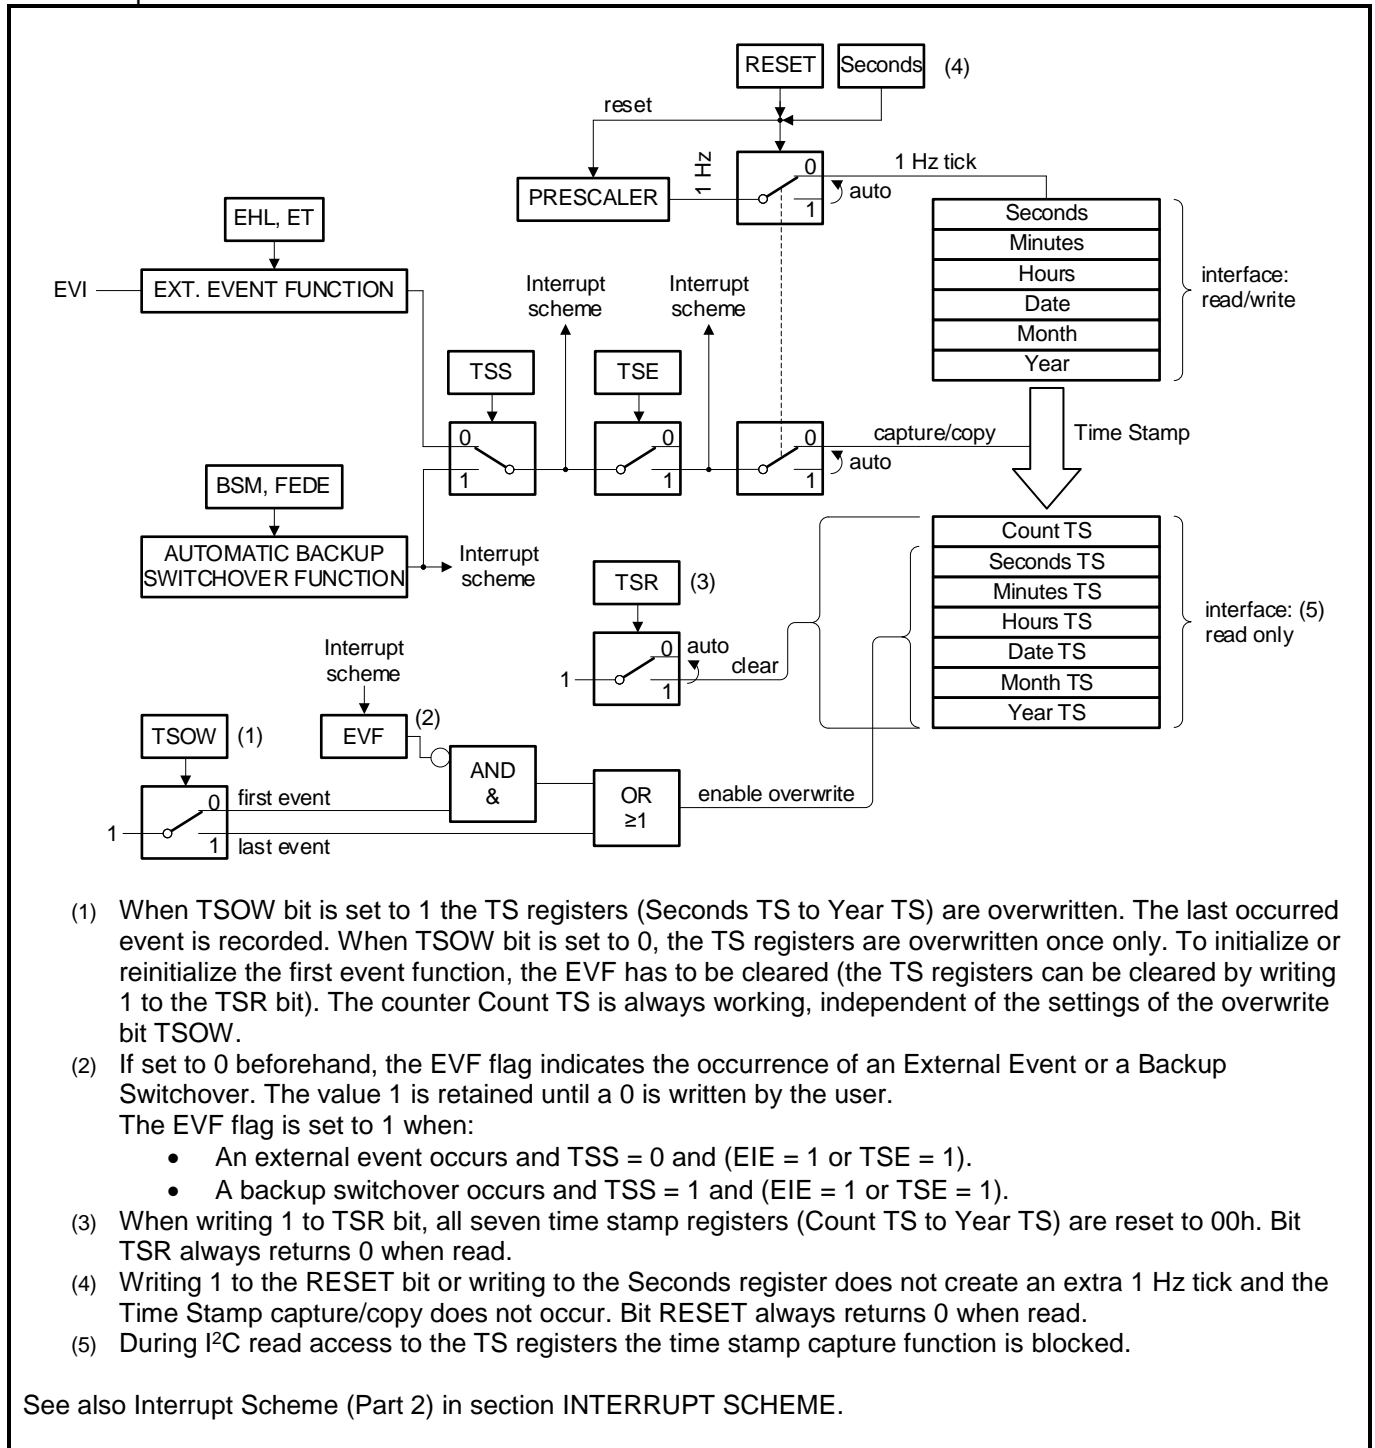 RESET
Seconds
(4)
reset
1 Hz
0
1 Hz tick
PRESCALER
1
auto
Seconds
Minutes
Hours
Date
Month
Year
interface:
read/write
EHL, ET
EVI
EXT. EVENT FUNCTION
Interrupt
scheme
Interrupt
scheme
TSS
TSE
0
1
0
1
0
1
capture/copy
auto
Time Stamp
BSM, FEDE
AUTOMATIC BACKUP
SWITCHOVER FUNCTION
Interrupt
scheme
Count TS
Seconds TS
Minutes TS
Hours TS
Date TS
Month TS
Year TS
interface: (5)
read only
TSR
(3)
1
0
1
auto
clear
Interrupt
scheme
TSOW
(1)
EVF
(2)
AND
&
OR
≥1
enable overwrite
1
0
first event
1
last event
(1) When TSOW bit is set to 1 the TS registers (Seconds TS to Year TS) are overwritten. The last occurred
event is recorded. When TSOW bit is set to 0, the TS registers are overwritten once only. To initialize or
reinitialize the first event function, the EVF has to be cleared (the TS registers can be cleared by writing
1 to the TSR bit). The counter Count TS is always working, independent of the settings of the overwrite
bit TSOW.
(2) If set to 0 beforehand, the EVF flag indicates the occurrence of an External Event or a Backup
Switchover. The value 1 is retained until a 0 is written by the user.
The EVF flag is set to 1 when:
• An external event occurs and TSS = 0 and (EIE = 1 or TSE = 1).
• A backup switchover occurs and TSS = 1 and (EIE = 1 or TSE = 1).
(3) When writing 1 to TSR bit, all seven time stamp registers (Count TS to Year TS) are reset to 00h. Bit
TSR always returns 0 when read.
(4) Writing 1 to the RESET bit or writing to the Seconds register does not create an extra 1 Hz tick and the
Time Stamp capture/copy does not occur. Bit RESET always returns 0 when read.
(5) During I²C read access to the TS registers the time stamp capture function is blocked.
See also Interrupt Scheme (Part 2) in section INTERRUPT SCHEME.